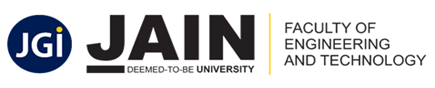 JGi
JAIN
DEEMED-TO-BE UNIVERSITY
FACULTY OF
ENGINEERING
AND TECHNOLOGY